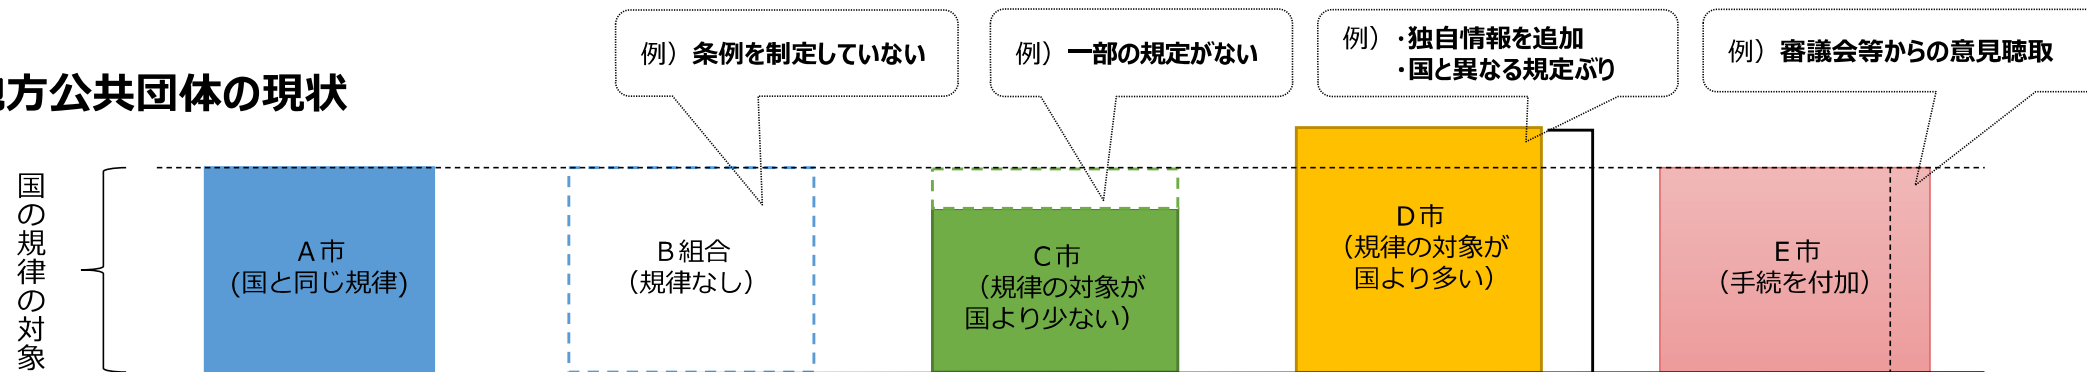 例）条例を制定していない
例）一部の規定がない
例）・独自情報を追加
・国と異なる規定ぶり
例）審議会等からの意見聴取
方公共団体の現状
国の規律の対象
A市
(国と同じ規律)
B組合
（規律なし）
C市
（規律の対象が
国より少ない）
D市
（規律の対象が
国より多い）
E市
（手続を付加）